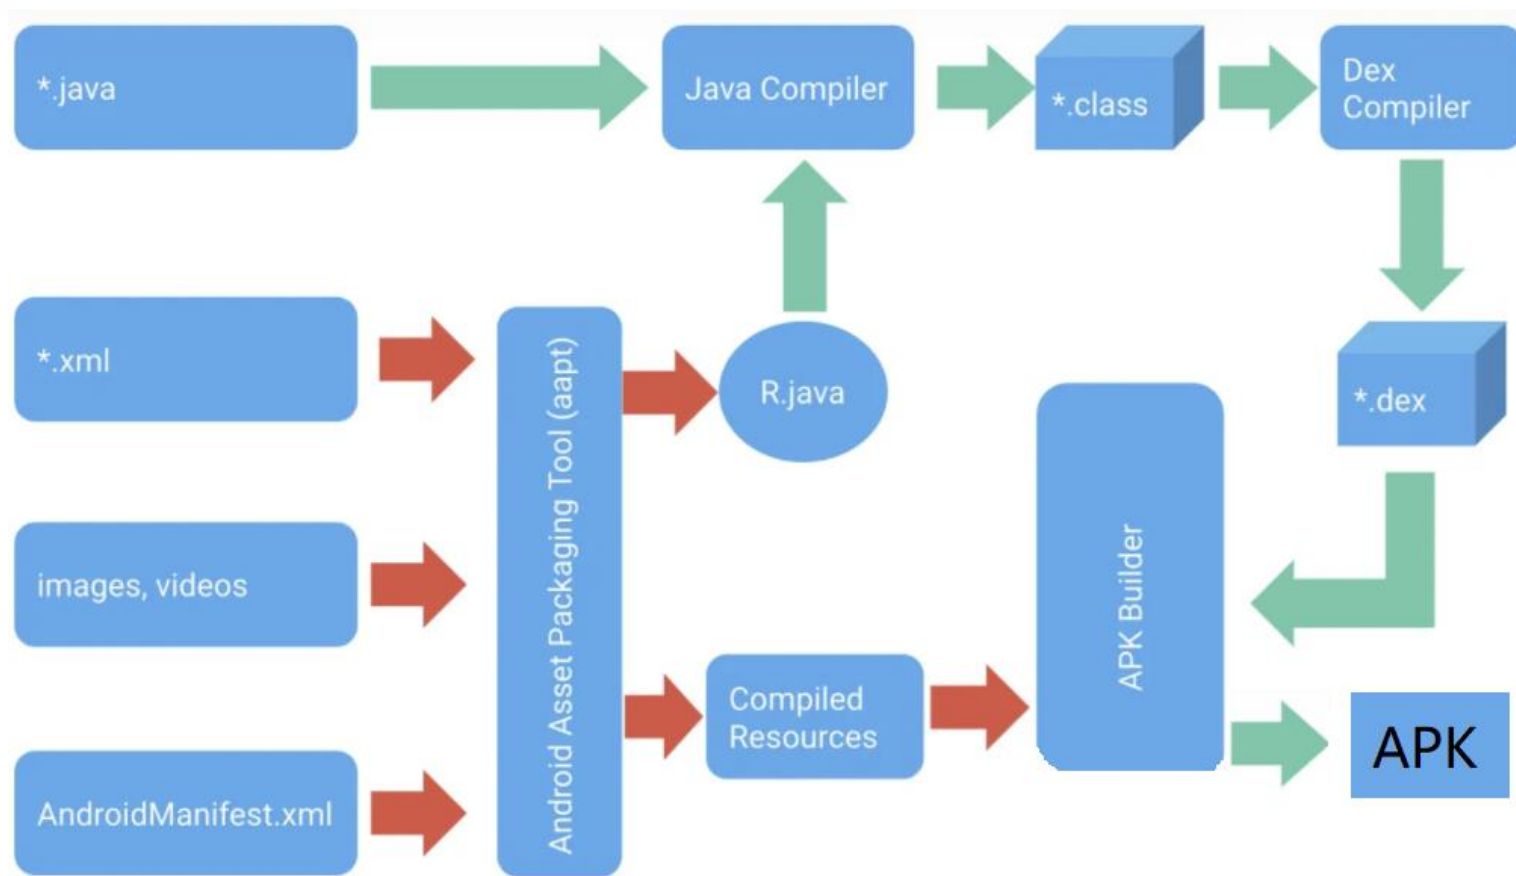 *.java
Java Compiler
*.class
Dex
Compiler
*.xml
Android Asset Packaging Tool (aapt)
R.java
*.dex
images, videos
APK Builder
Compiled
Resources
APK
AndroidManifest.xml